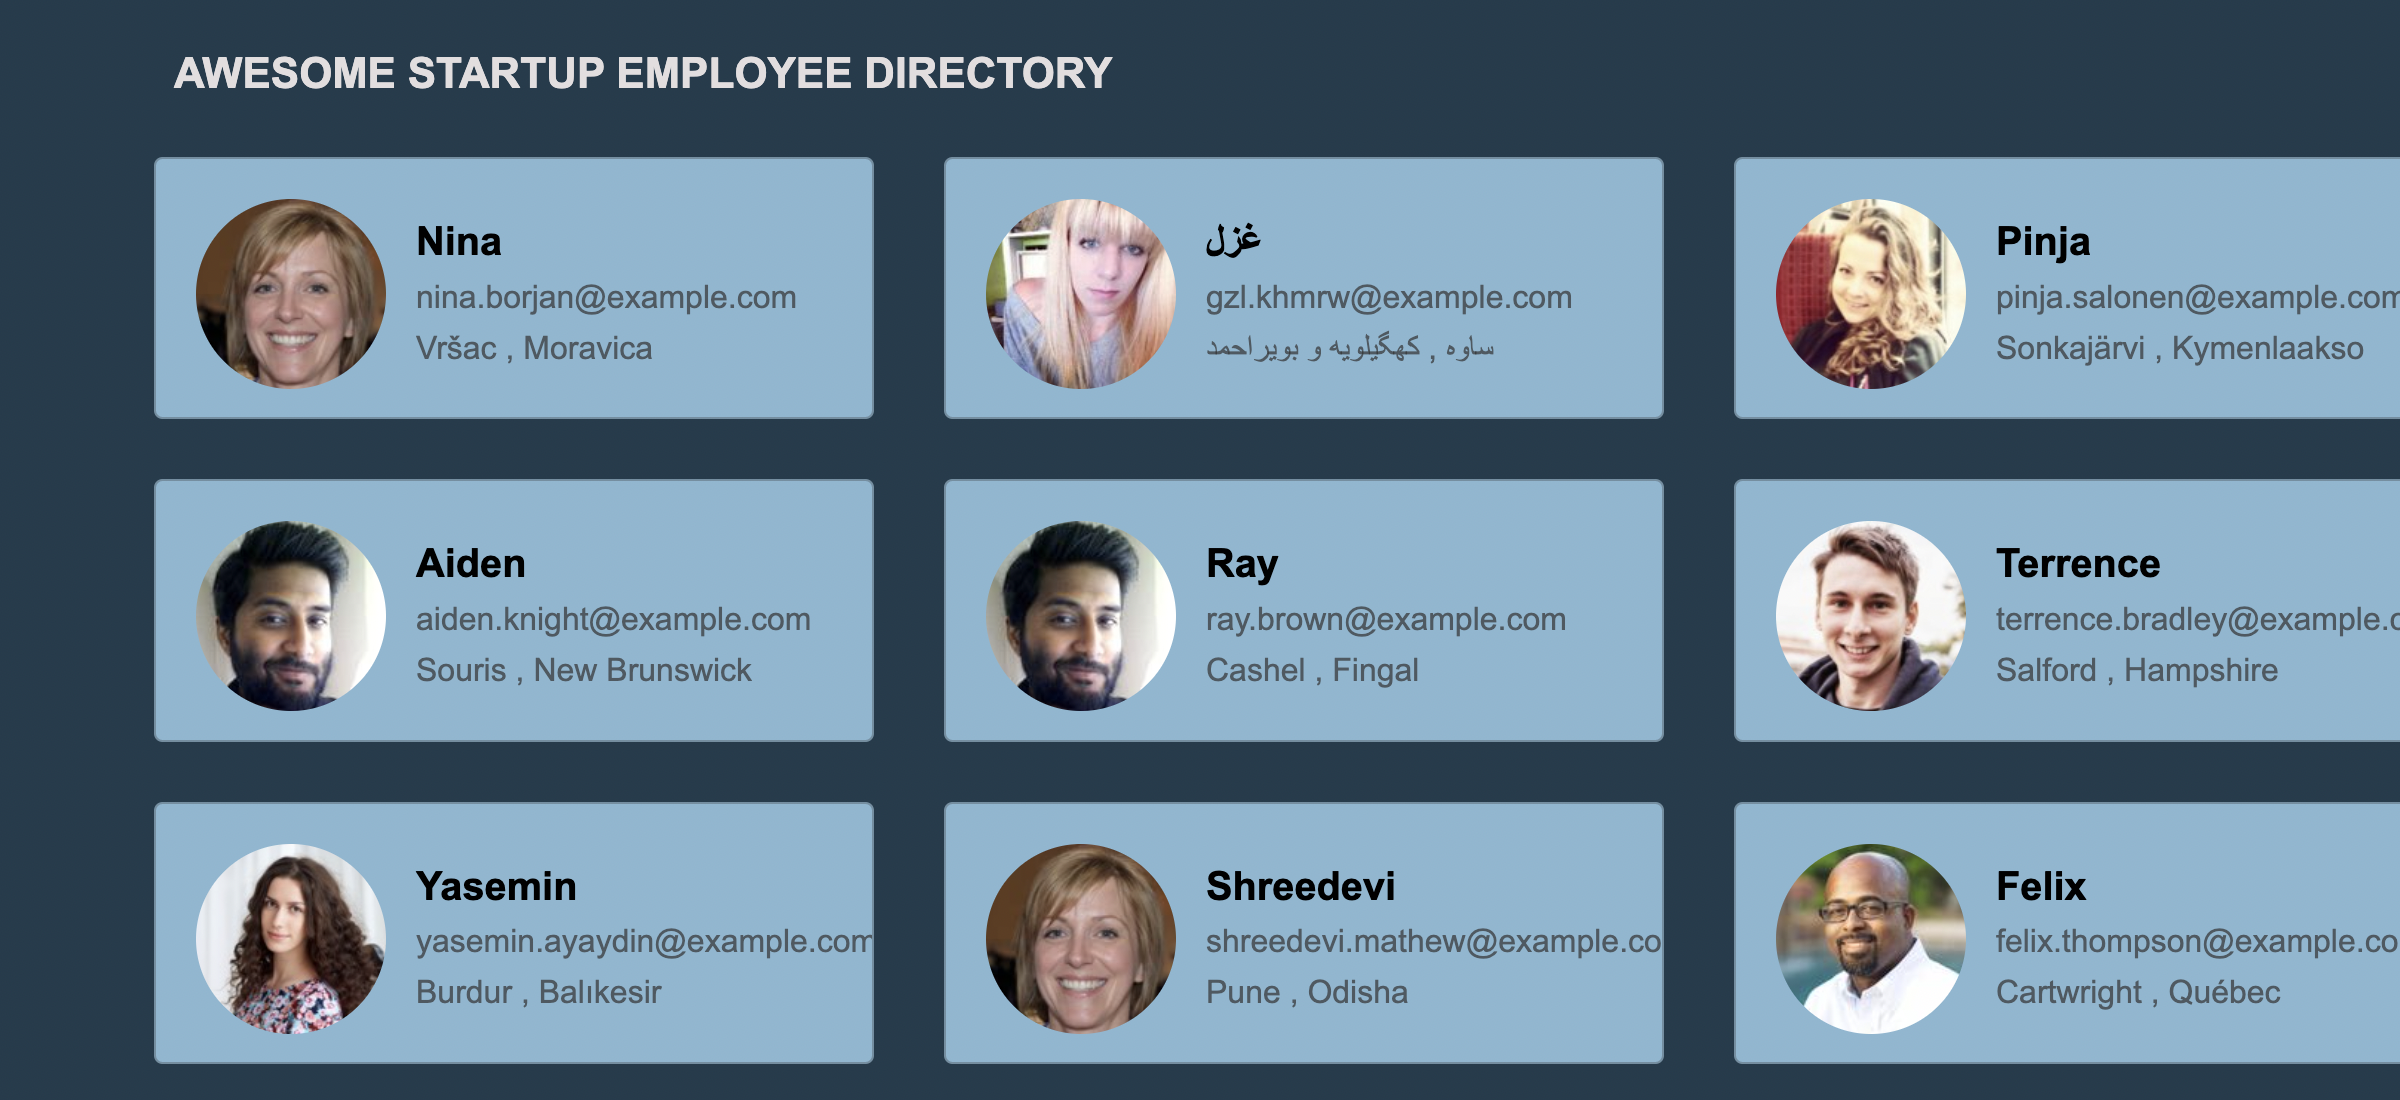 AWESOME STARTUP EMPLOYEE DIRECTORY
Nina
nina.borjan@example.com
Vršac , Moravica
غزل
gzl.khmrw@example.com
ساوه , کهگیلویه و بویراحمد
Pinja
pinja.salonen@example.com
Sonkajärvi , Kymenlaakso
Aiden
aiden.knight@example.com
Souris , New Brunswick
Ray
ray.brown@example.com
Cashel , Fingal
Terrence
terrence.bradley@example.c
Salford , Hampshire
Yasemin
yasemin.ayaydin@example.com
Burdur , Balıkesir
Shreedevi
shreedevi.mathew@example.co
Pune , Odisha
Felix
felix.thompson@example.co
Cartwright , Québec